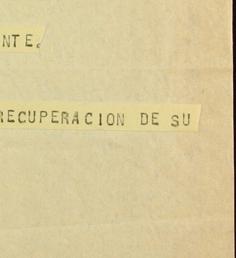 NTE.
RECUPERACION DE SU